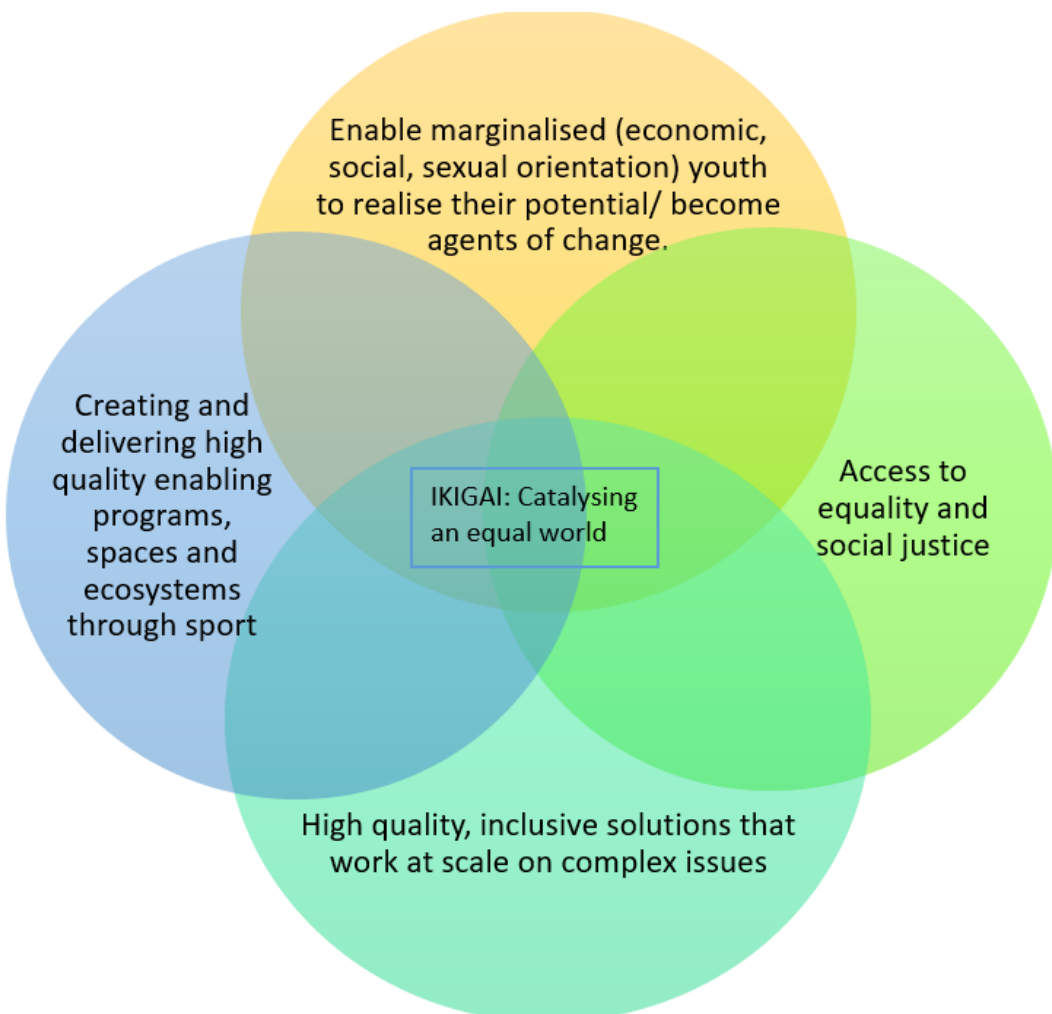 Enable marginalised (economic,
social, sexual orientation) youth
to realise their potential/ become
agents of change.
Creating and
delivering high
quality enabling
programs,
spaces and
ecosystems
through sport
IKIGAI: Catalysing
an equal world
Access to
equality and
social justice
High quality, inclusive solutions that
work at scale on complex issues